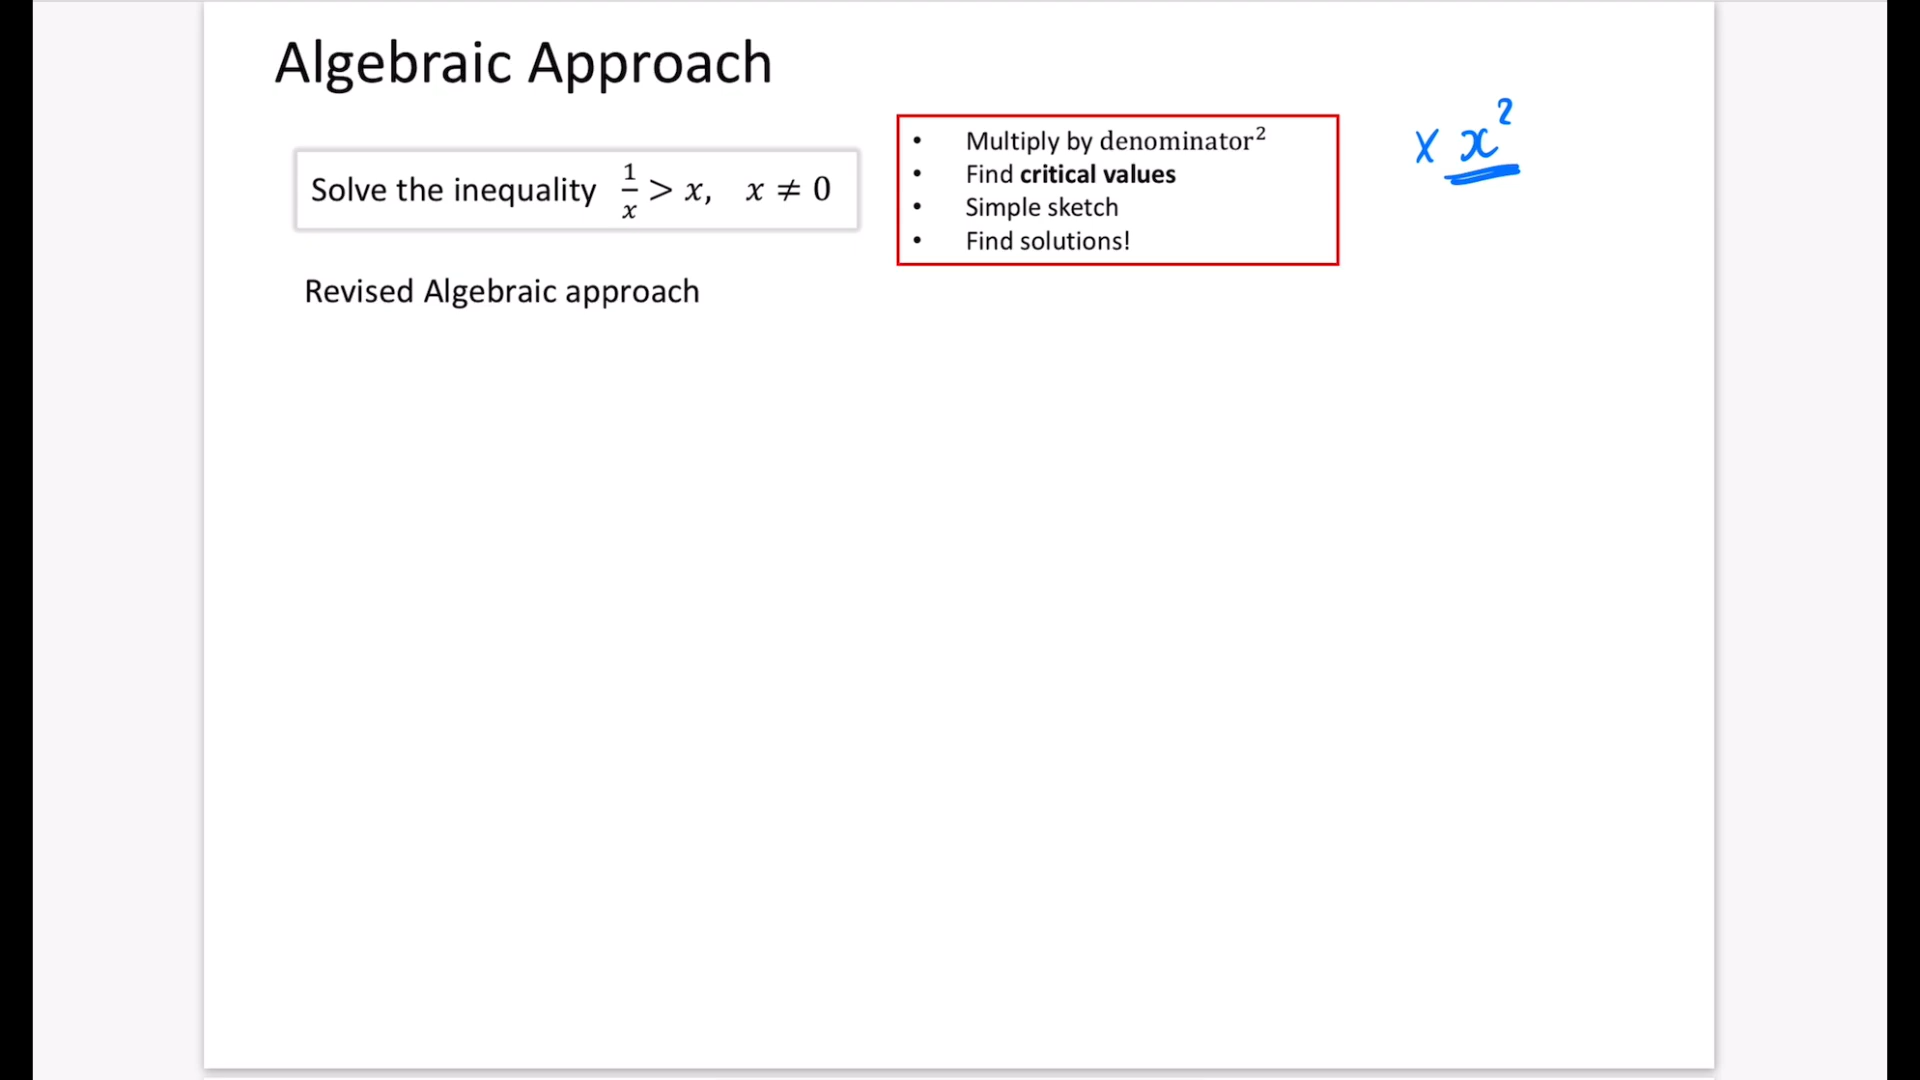 Algebraic Approach
Solve the inequality 1/x > x, x ≠ 0
• Multiply by denominator²
• Find critical values
• Simple sketch
• Find solutions!
× x²
Revised Algebraic approach